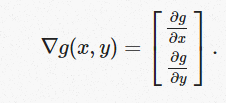 ∇g(x, y) = [ ∂g/∂x ; ∂g/∂y ] .